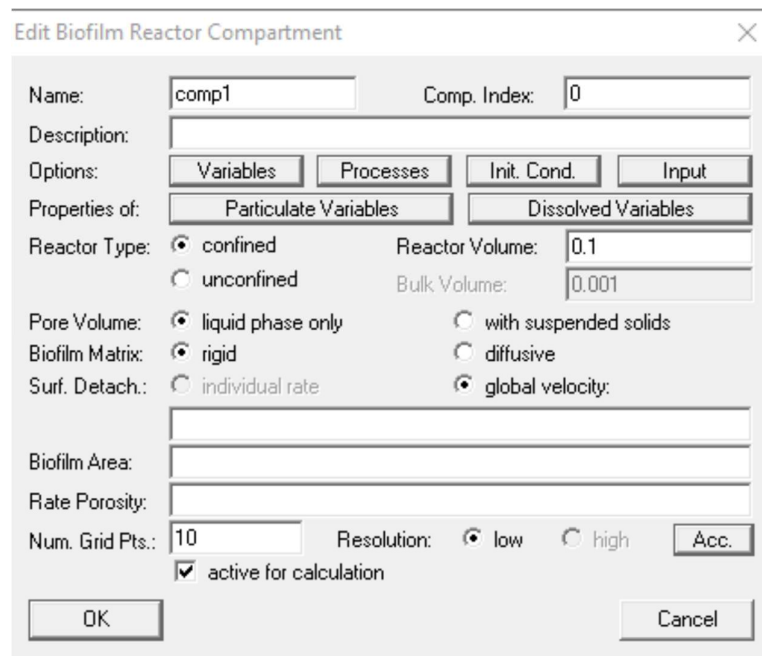 Edit Biofilm Reactor Compartment
Name: comp1 Comp. Index: 0
Description:
Options: Variables Processes Init. Cond. Input
Properties of: Particulate Variables Dissolved Variables
Reactor Type: confined Reactor Volume: 0.1
unconfined Bulk Volume: 0.001
Pore Volume: liquid phase only with suspended solids
Biofilm Matrix: rigid diffusive
Surf. Detach.: individual rate global velocity:
Biofilm Area:
Rate Porosity:
Num. Grid Pts.: 10 Resolution: low high Acc.
active for calculation
OK Cancel